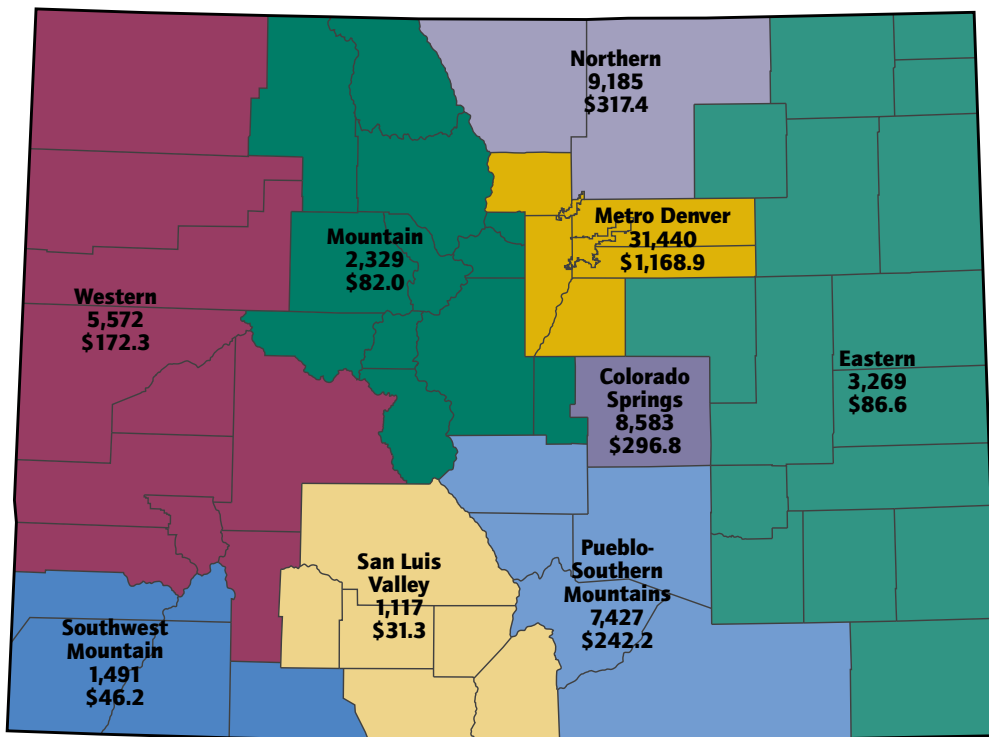 Northern
9,185
$317.4
Metro Denver
31,440
$1,168.9
Mountain
2,329
$82.0
Western
5,572
$172.3
Eastern
3,269
$86.6
Colorado
Springs
8,583
$296.8
San Luis
Valley
1,117
$31.3
Pueblo-
Southern
Mountains
7,427
$242.2
Southwest
Mountain
1,491
$46.2